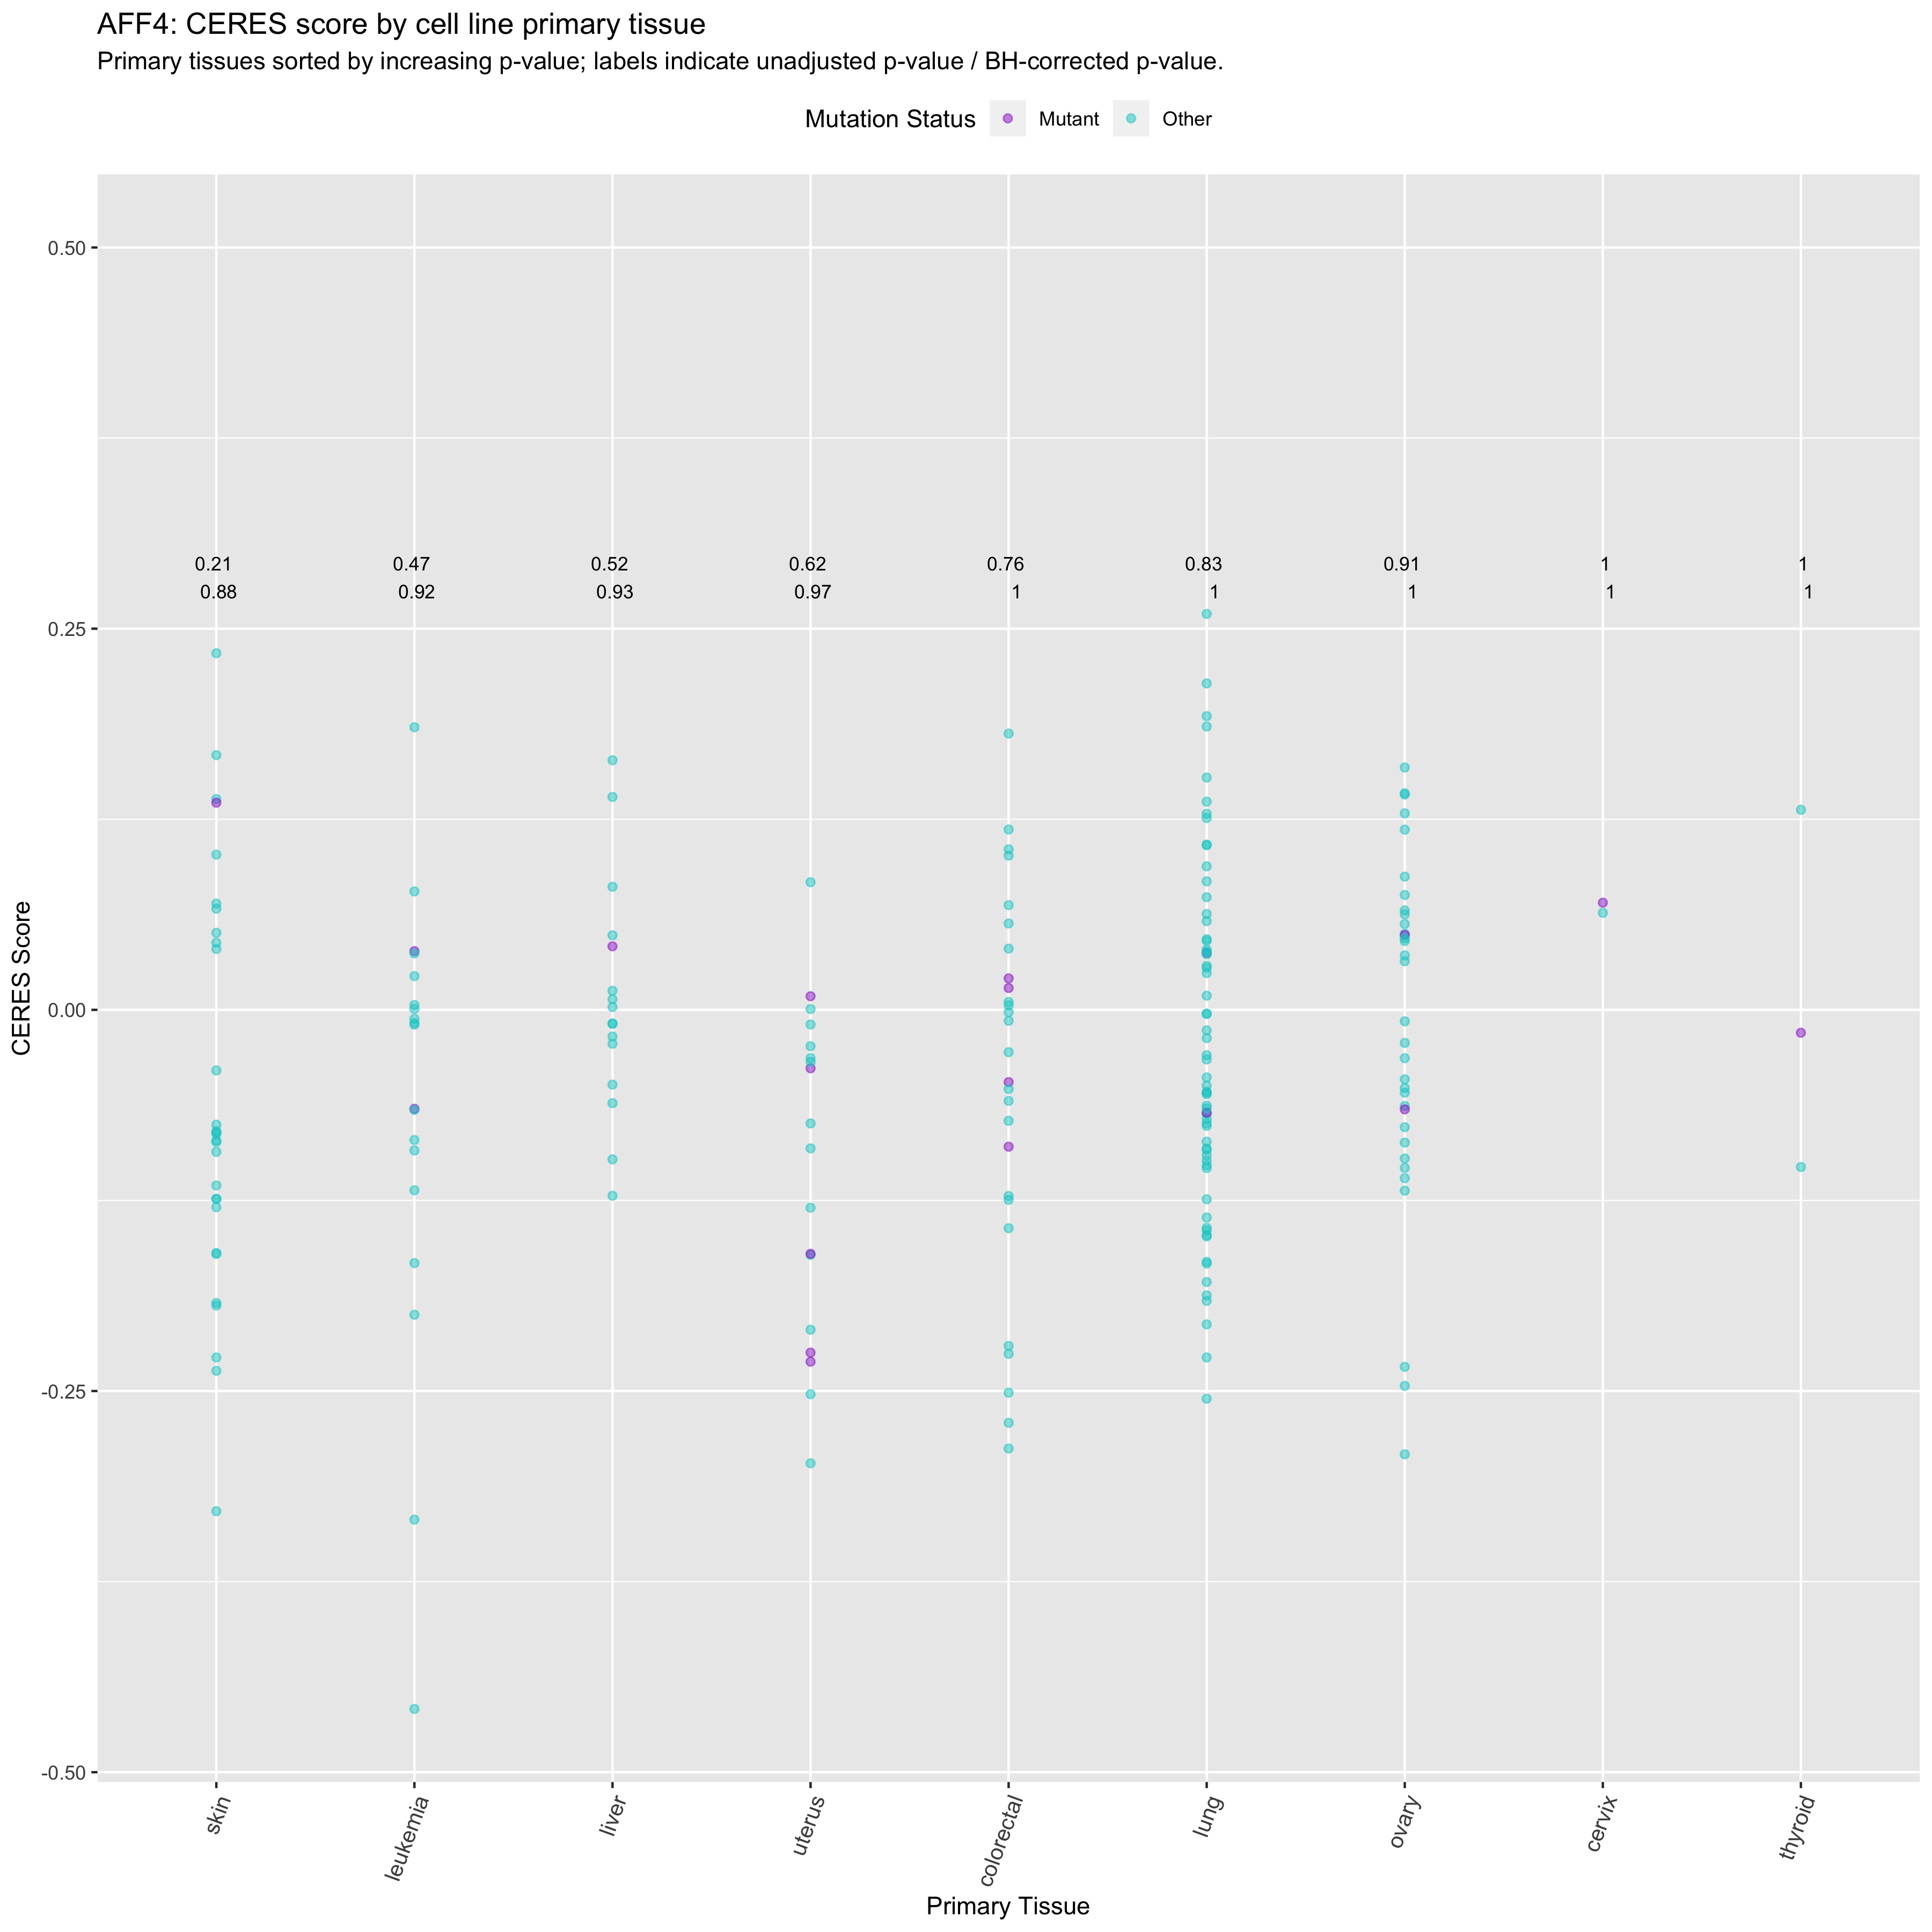 AFF4: CERES score by cell line primary tissue
Primary tissues sorted by increasing p-value; labels indicate unadjusted p-value / BH-corrected p-value.
Mutation Status Mutant Other
0.50
0.21 0.47 0.52 0.62 0.76 0.83 0.91 1 1
0.88 0.92 0.93 0.97 1 1 1 1 1
0.25
0.00
-0.25
-0.50
CERES Score
skin leukemia liver uterus colorectal lung ovary cervix thyroid
Primary Tissue